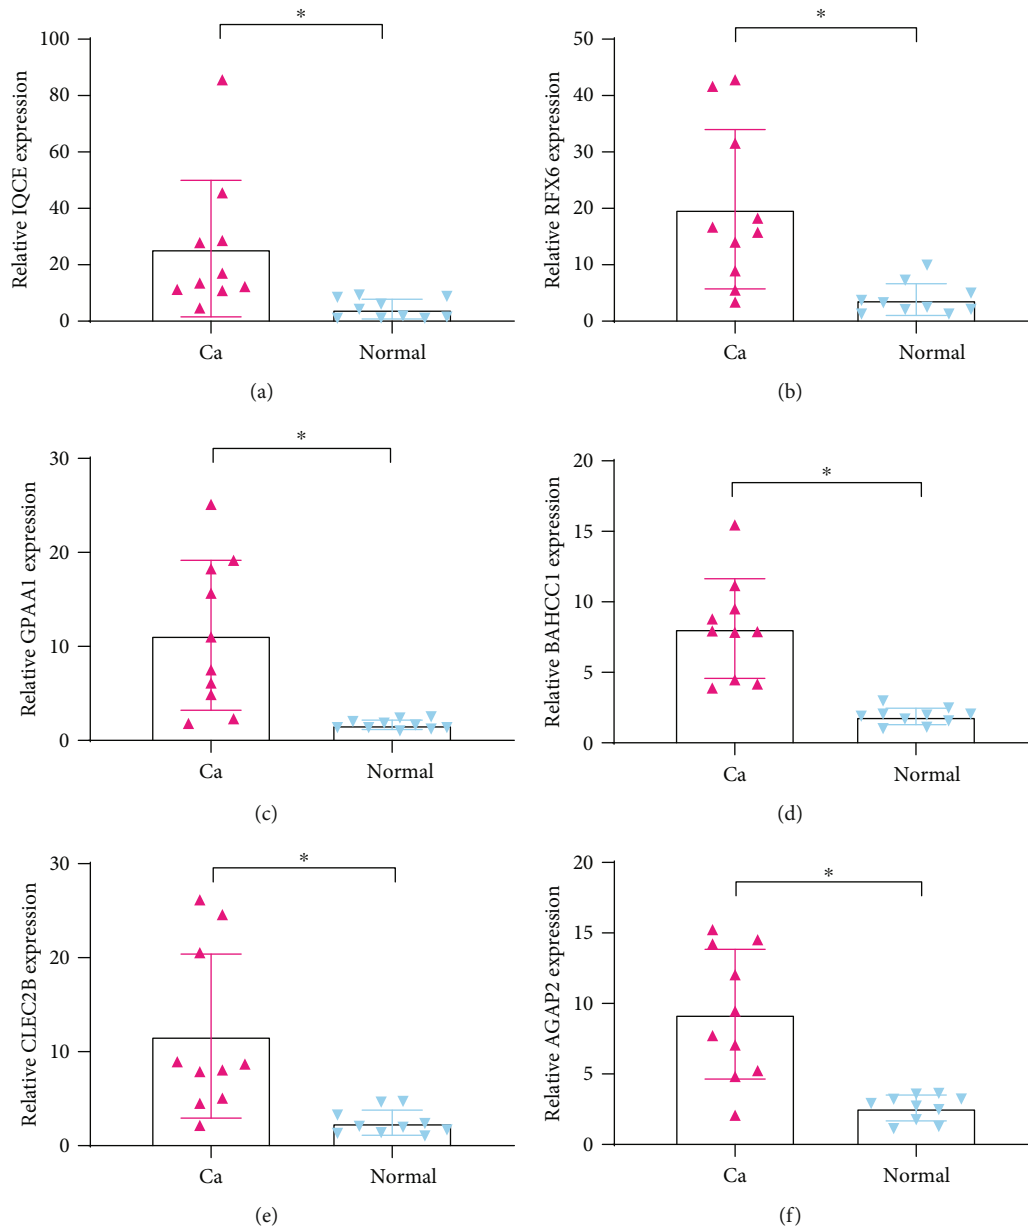 *
100
80
60
40
20
0
Relative IQCE expression
Ca
Normal
(a)
*
50
40
30
20
10
0
Relative RFX6 expression
Ca
Normal
(b)
*
30
20
10
0
Relative GPAA1 expression
Ca
Normal
(c)
*
20
15
10
5
0
Relative BAHCC1 expression
Ca
Normal
(d)
*
30
20
10
0
Relative CLEC2B expression
Ca
Normal
(e)
*
20
15
10
5
0
Relative AGAP2 expression
Ca
Normal
(f)